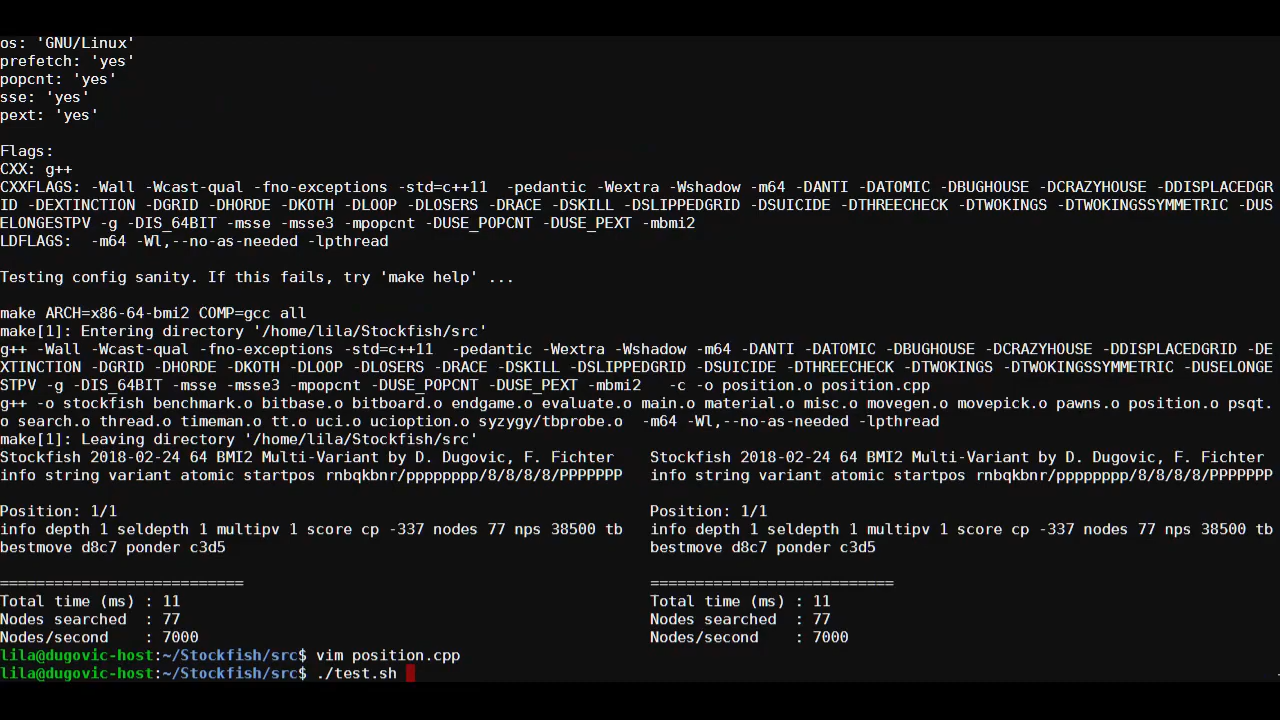 os: 'GNU/Linux'
prefetch: 'yes'
popcnt: 'yes'
sse: 'yes'
pext: 'yes'
Flags:
CXX: g++
CXXFLAGS: -Wall -Wcast-qual -fno-exceptions -std=c++11  -pedantic -Wextra -Wshadow -m64 -DANTI -DATOMIC -DBUGHOUSE -DCRAZYHOUSE -DDISPLACEDGR
ID -DEXTINCTION -DGRID -DHORDE -DKOTH -DLOOP -DLOSERS -DRACE -DSKILL -DSLIPPEDGRID -DSUICIDE -DTHREECHECK -DTWOKINGS -DTWOKINGSSYMMETRIC -DUS
ELONGESTPV -g -DIS_64BIT -msse -msse3 -mpopcnt -DUSE_POPCNT -DUSE_PEXT -mbmi2
LDFLAGS:  -m64 -Wl,--no-as-needed -lpthread
Testing config sanity. If this fails, try 'make help' ...
make ARCH=x86-64-bmi2 COMP=gcc all
make[1]: Entering directory '/home/lila/Stockfish/src'
g++ -Wall -Wcast-qual -fno-exceptions -std=c++11  -pedantic -Wextra -Wshadow -m64 -DANTI -DATOMIC -DBUGHOUSE -DCRAZYHOUSE -DDISPLACEDGRID -DE
XTINCTION -DGRID -DHORDE -DKOTH -DLOOP -DLOSERS -DRACE -DSKILL -DSLIPPEDGRID -DSUICIDE -DTHREECHECK -DTWOKINGS -DTWOKINGSSYMMETRIC -DUSELONGE
STPV -g -DIS_64BIT -msse -msse3 -mpopcnt -DUSE_POPCNT -DUSE_PEXT -mbmi2   -c -o position.o position.cpp
g++ -o stockfish benchmark.o bitbase.o bitboard.o endgame.o evaluate.o main.o material.o misc.o movegen.o movepick.o pawns.o position.o psqt.
o search.o thread.o timeman.o tt.o uci.o ucioption.o syzygy/tbprobe.o  -m64 -Wl,--no-as-needed -lpthread
make[1]: Leaving directory '/home/lila/Stockfish/src'
Stockfish 2018-02-24 64 BMI2 Multi-Variant by D. Dugovic, F. Fichter    Stockfish 2018-02-24 64 BMI2 Multi-Variant by D. Dugovic, F. Fichter
info string variant atomic startpos rnbqkbnr/pppppppp/8/8/8/8/PPPPPPP   info string variant atomic startpos rnbqkbnr/pppppppp/8/8/8/8/PPPPPPP
Position: 1/1    Position: 1/1
info depth 1 seldepth 1 multipv 1 score cp -337 nodes 77 nps 38500 tb   info depth 1 seldepth 1 multipv 1 score cp -337 nodes 77 nps 38500 tb
bestmove d8c7 ponder c3d5    bestmove d8c7 ponder c3d5
===========================    ===========================
Total time (ms) : 11    Total time (ms) : 11
Nodes searched  : 77    Nodes searched  : 77
Nodes/second    : 7000    Nodes/second    : 7000
lila@dugovic-host:~/Stockfish/src$ vim position.cpp
lila@dugovic-host:~/Stockfish/src$ ./test.sh